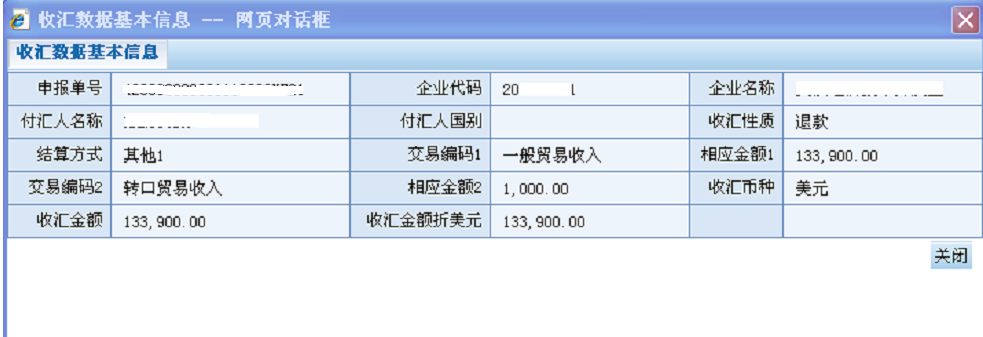 收汇数据基本信息 -- 网页对话框
收汇数据基本信息
申报单号 企业代码 20 1 企业名称
付汇人名称 付汇人国别 收汇性质 退款
结算方式 其他1 交易编码1 一般贸易收入 相应金额1 133,900.00
交易编码2 转口贸易收入 相应金额2 1,000.00 收汇币种 美元
收汇金额 133,900.00 收汇金额折美元 133,900.00
关闭